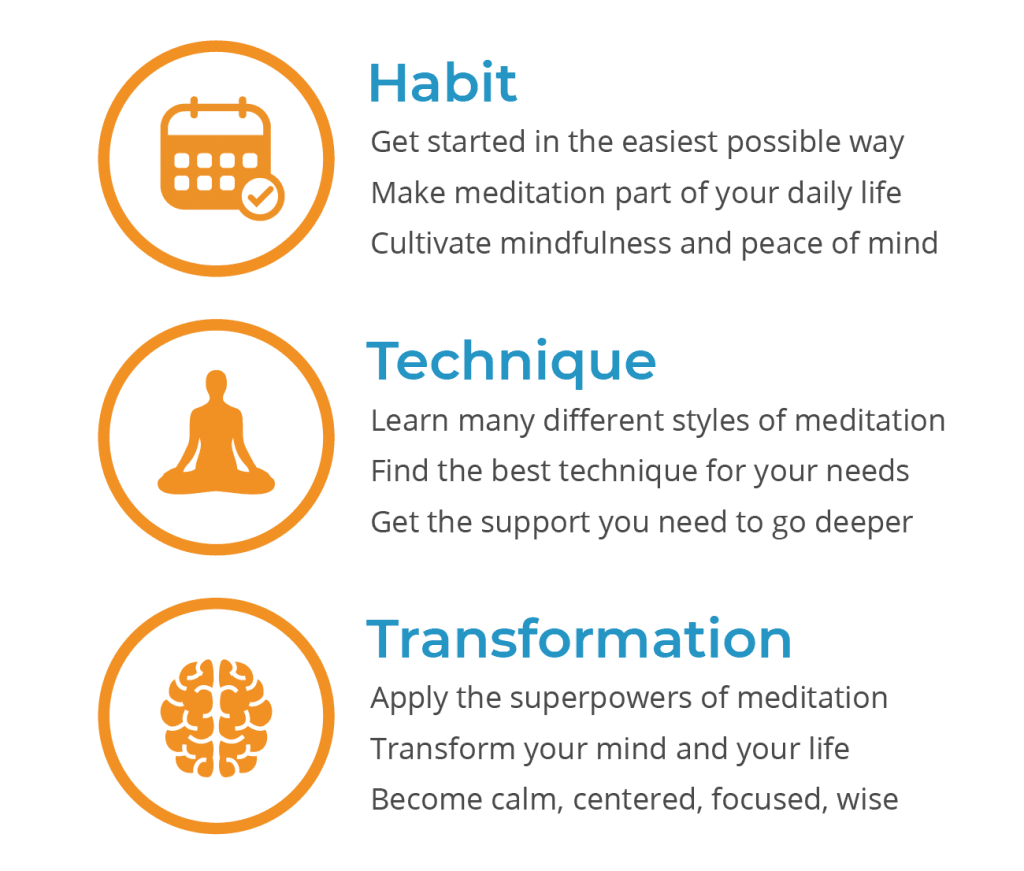 Habit
Get started in the easiest possible way
Make meditation part of your daily life
Cultivate mindfulness and peace of mind
Technique
Learn many different styles of meditation
Find the best technique for your needs
Get the support you need to go deeper
Transformation
Apply the superpowers of meditation
Transform your mind and your life
Become calm, centered, focused, wise